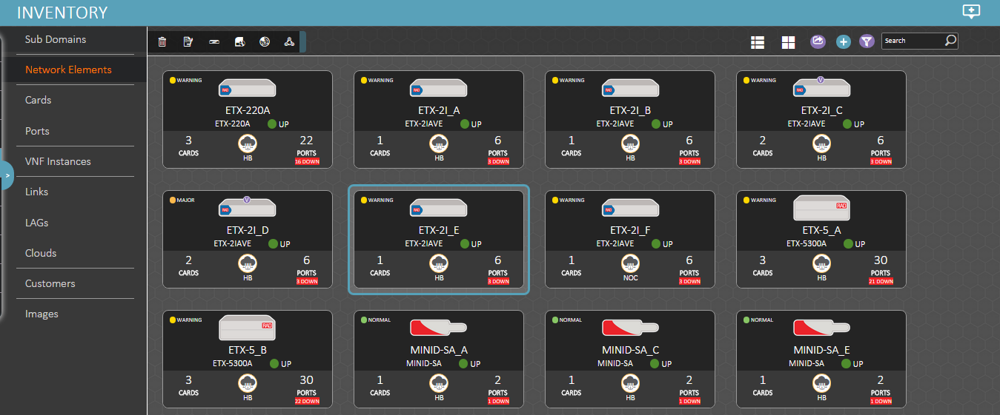 INVENTORY
Sub Domains
Network Elements
Cards
Ports
VNF Instances
Links
LAGs
Clouds
Customers
Images
>
Search
WARNING
RAD
ETX-220A
ETX-220A UP
3 22
CARDS HB PORTS
16 DOWN
WARNING
RAD
ETX-2I_A
ETX-2IAVE UP
1 6
CARDS HB PORTS
3 DOWN
WARNING
RAD
ETX-2I_B
ETX-2IAVE UP
1 6
CARDS HB PORTS
3 DOWN
WARNING
V
RAD
ETX-2I_C
ETX-2IAVE UP
2 6
CARDS HB PORTS
3 DOWN
MAJOR
V
RAD
ETX-2I_D
ETX-2IAVE UP
2 6
CARDS HB PORTS
3 DOWN
WARNING
RAD
ETX-2I_E
ETX-2IAVE UP
1 6
CARDS HB PORTS
3 DOWN
WARNING
RAD
ETX-2I_F
ETX-2IAVE UP
1 6
CARDS NOC PORTS
3 DOWN
WARNING
RAD
ETX-5_A
ETX-5300A UP
3 30
CARDS HB PORTS
21 DOWN
WARNING
RAD
ETX-5_B
ETX-5300A UP
3 30
CARDS HB PORTS
22 DOWN
NORMAL
MINID-SA_A
MINID-SA UP
1 2
CARDS HB PORTS
1 DOWN
NORMAL
MINID-SA_C
MINID-SA UP
1 2
CARDS HB PORTS
1 DOWN
NORMAL
MINID-SA_E
MINID-SA UP
1 2
CARDS HB PORTS
1 DOWN